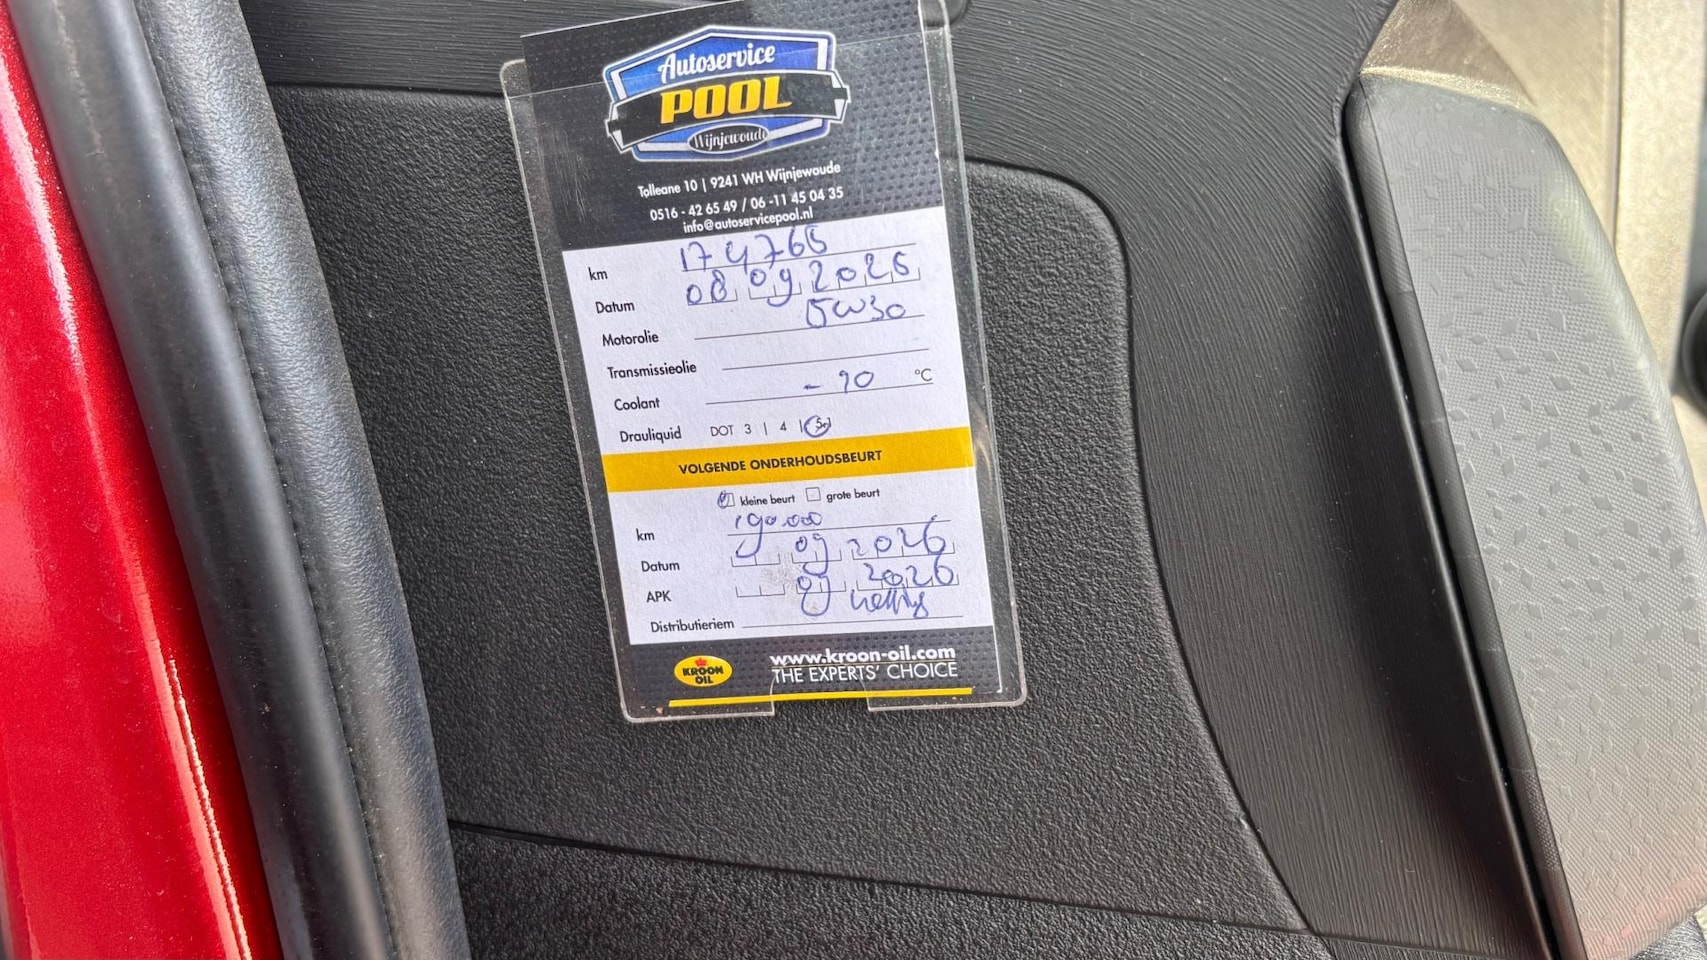 Autoservice
POOL
Wijnjewoude
Tolleane 10 | 9241 WH Wijnjewoude
0516 - 42 65 49 / 06 -11 45 04 35
info@autoservicepool.nl
km 174765
Datum 08 09 2025
Motorolie 5W30
Transmissieolie
Coolant - 90 °C
Drauliquid DOT 3 | 4 | 5.1
VOLGENDE ONDERHOUDSBEURT
kleine beurt grote beurt
km 190.000
Datum 09 2026
APK 09 2026
Distributieriem ketting
KROON OIL
www.kroon-oil.com
THE EXPERTS' CHOICE